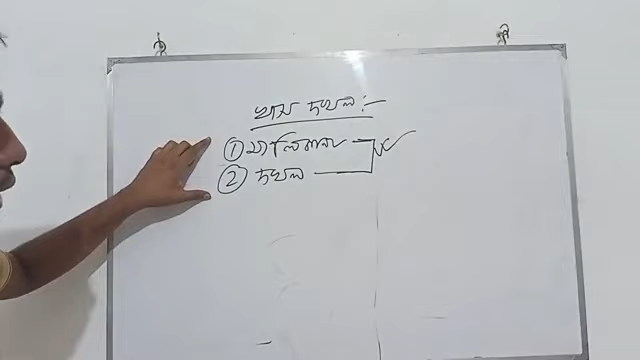 খাস দখল :-
① মালিকানা
② দখল